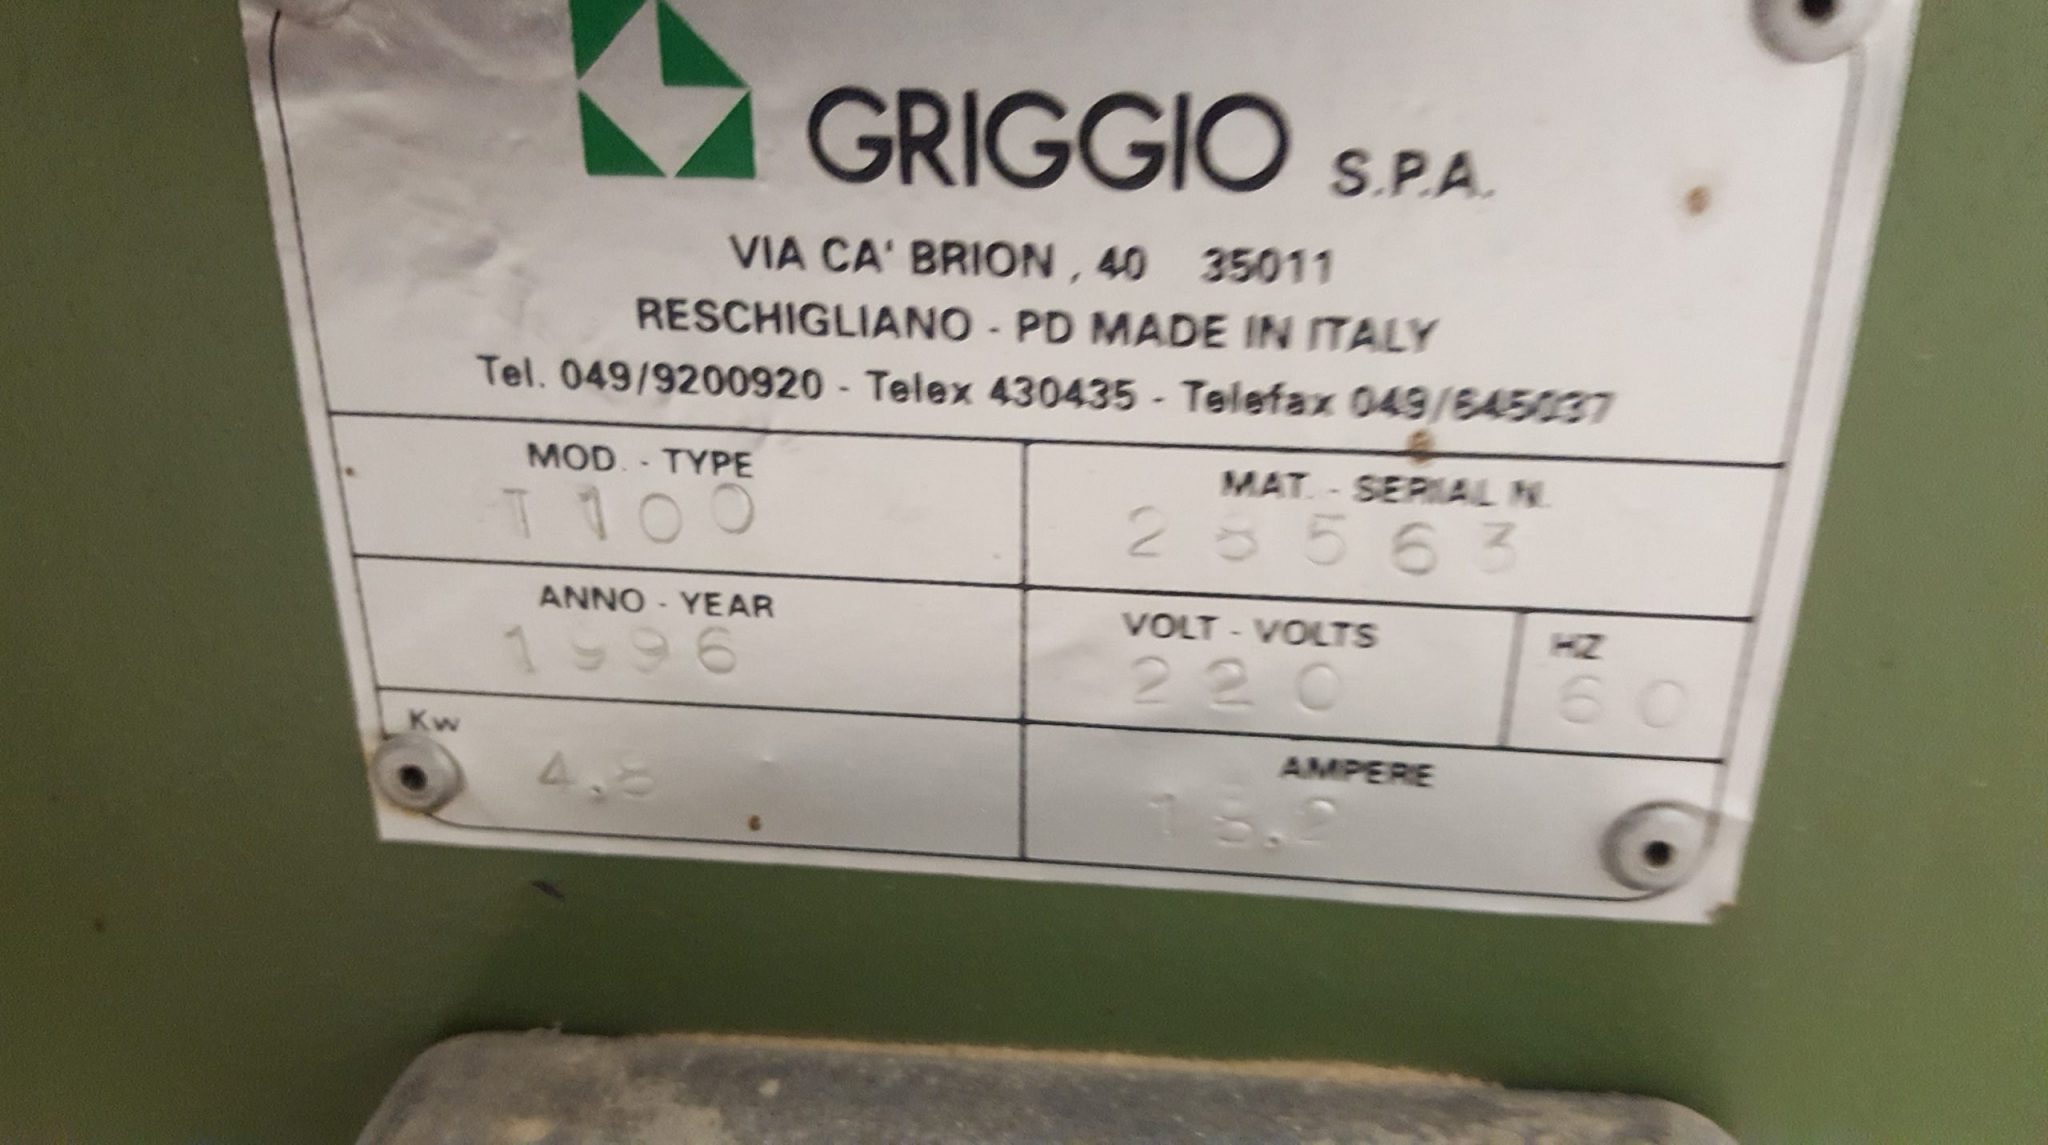 GRIGGIO S.P.A.
VIA CA' BRION , 40 35011
RESCHIGLIANO - PD MADE IN ITALY
Tel. 049/9200920 - Telex 430435 - Telefax 049/645037
MOD. - TYPE
T100
MAT. - SERIAL N.
ANNO - YEAR
1996
VOLT - VOLTS
220
HZ
60
Kw
AMPERE